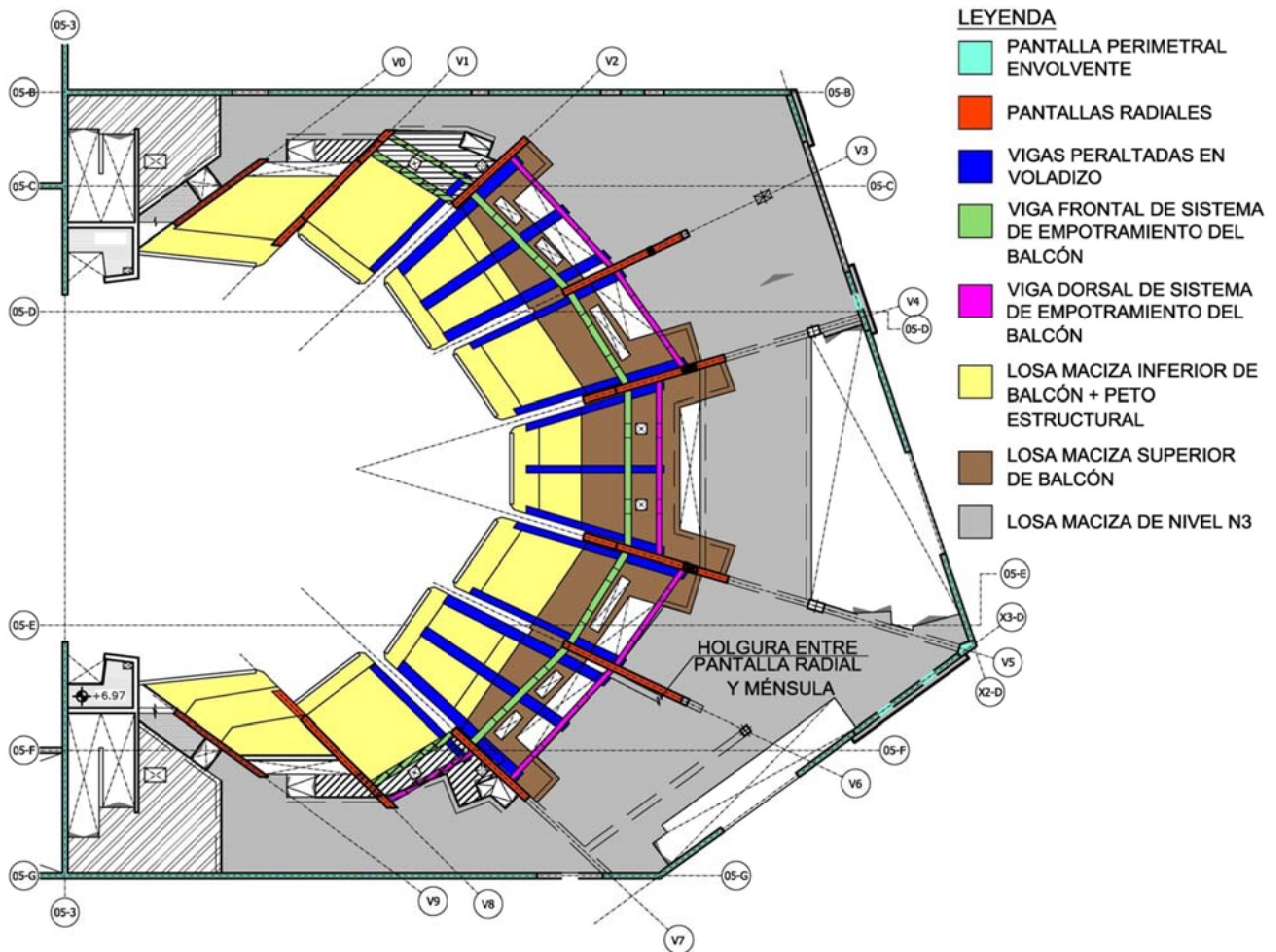 05-3
LEYENDA
PANTALLA PERIMETRAL
ENVOLVENTE
PANTALLAS RADIALES
VIGAS PERALTADAS EN
VOLADIZO
VIGA FRONTAL DE SISTEMA
DE EMPOTRAMIENTO DEL
BALCÓN
VIGA DORSAL DE SISTEMA
DE EMPOTRAMIENTO DEL
BALCÓN
LOSA MACIZA INFERIOR DE
BALCÓN + PETO
ESTRUCTURAL
LOSA MACIZA SUPERIOR
DE BALCÓN
LOSA MACIZA DE NIVEL N3
V0
V1
V2
05-B
05-B
V3
05-C
05-C
V4
05-D
05-D
05-E
05-E
X3-D
V5
X2-D
HOLGURA ENTRE
PANTALLA RADIAL
Y MÉNSULA
+6.97
05-F
05-F
V6
05-G
05-G
V9
V8
05-3
V7